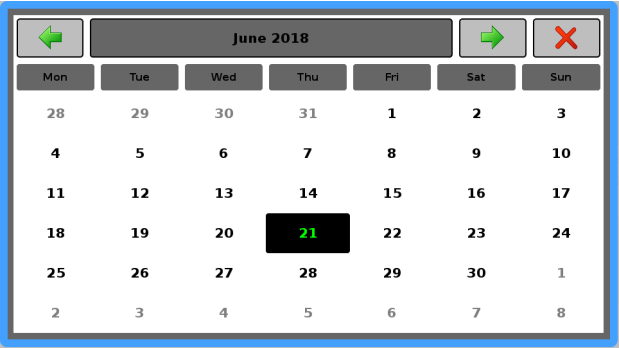 June 2018
Mon Tue Wed Thu Fri Sat Sun
28 29 30 31 1 2 3
4 5 6 7 8 9 10
11 12 13 14 15 16 17
18 19 20 21 22 23 24
25 26 27 28 29 30 1
2 3 4 5 6 7 8